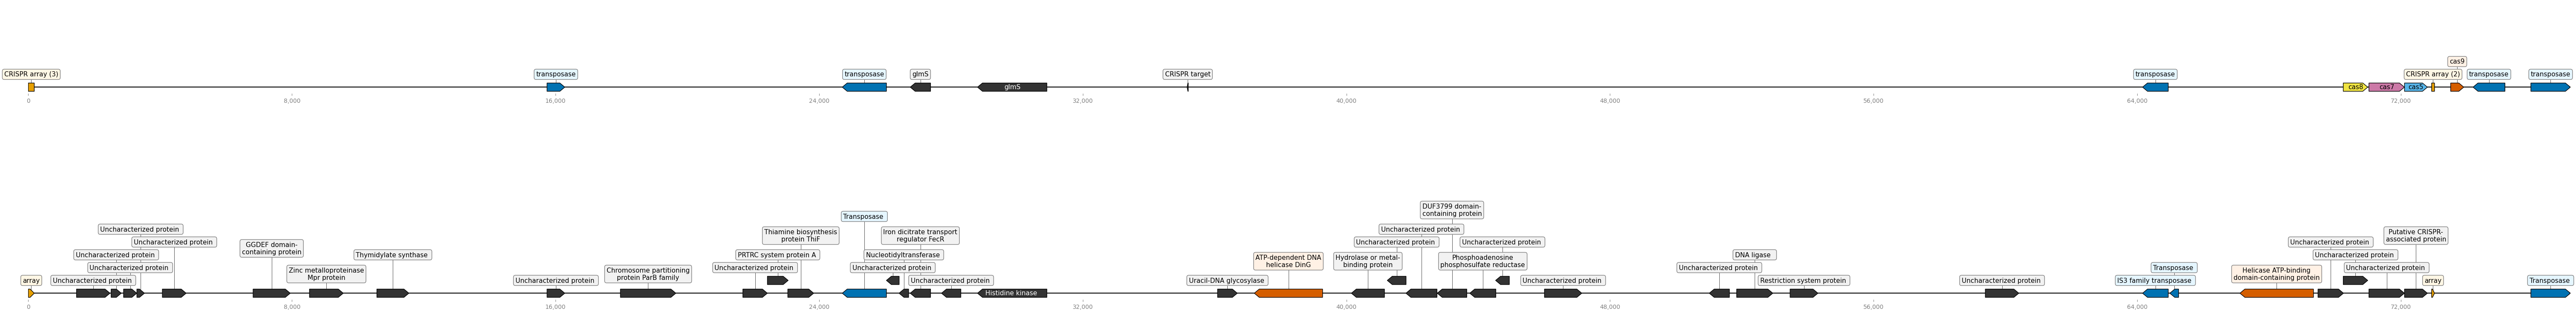 cas9
CRISPR array (3)
transposase
transposase
glmS
CRISPR target
transposase
CRISPR array (2)
transposase
transposase
glmS
cas8
cas7
cas5
0
8,000
16,000
24,000
32,000
40,000
48,000
56,000
64,000
72,000
DUF3799 domain-
containing protein
Transposase
Uncharacterized protein
Uncharacterized protein
Thiamine biosynthesis
protein ThiF
Iron dicitrate transport
regulator FecR
Putative CRISPR-
associated protein
Uncharacterized protein
GGDEF domain-
containing protein
Uncharacterized protein
Uncharacterized protein
Uncharacterized protein
Uncharacterized protein
Thymidylate synthase
PRTRC system protein A
Nucleotidyltransferase
ATP-dependent DNA
helicase DinG
Hydrolase or metal-
binding protein
Phosphoadenosine
phosphosulfate reductase
DNA ligase
Uncharacterized protein
Uncharacterized protein
Zinc metalloproteinase
Mpr protein
Chromosome partitioning
protein ParB family
Uncharacterized protein
Uncharacterized protein
Uncharacterized protein
Transposase
Helicase ATP-binding
domain-containing protein
Uncharacterized protein
array
Uncharacterized protein
Uncharacterized protein
Uncharacterized protein
Uracil-DNA glycosylase
Uncharacterized protein
Restriction system protein
Uncharacterized protein
IS3 family transposase
array
Transposase
Histidine kinase
0
8,000
16,000
24,000
32,000
40,000
48,000
56,000
64,000
72,000